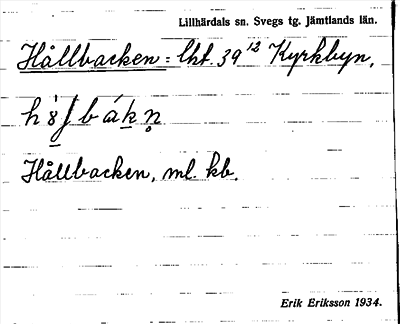 Lillhärdals sn. Svegs tg. Jämtlands län.
Hållbacken: lht. 39¹² Kyrkbyn,
Hållbacken, ml. kb.
Erik Eriksson 1934.